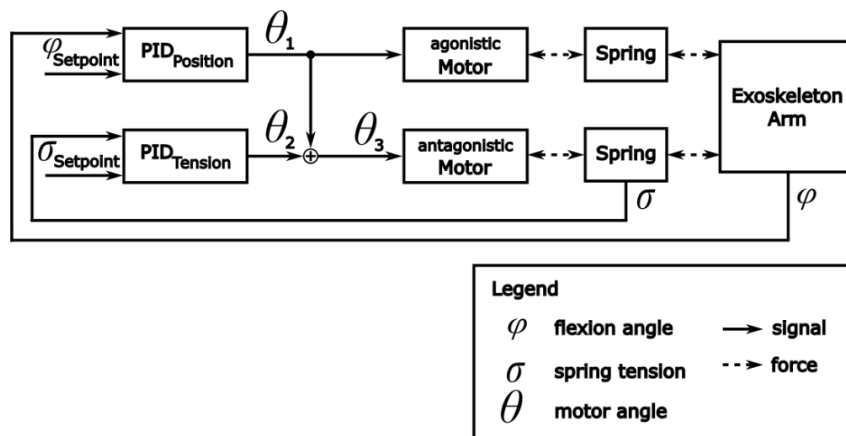 φSetpoint
PIDPosition
θ1
agonistic
Motor
Spring
Exoskeleton
Arm
σSetpoint
PIDTension
θ2
+
θ3
antagonistic
Motor
Spring
σ
φ
Legend
φ flexion angle
signal
σ spring tension
force
θ motor angle